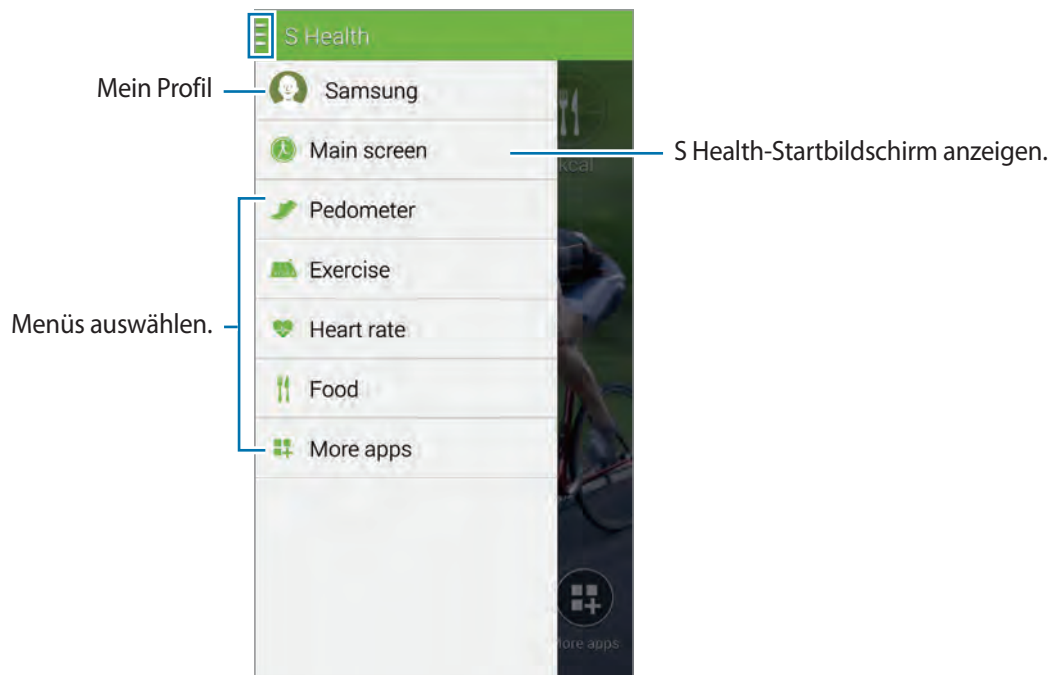 S Health
Mein Profil
Samsung
Main screen
S Health-Startbildschirm anzeigen.
kcal
Pedometer
Exercise
Menüs auswählen.
Heart rate
Food
More apps
More apps